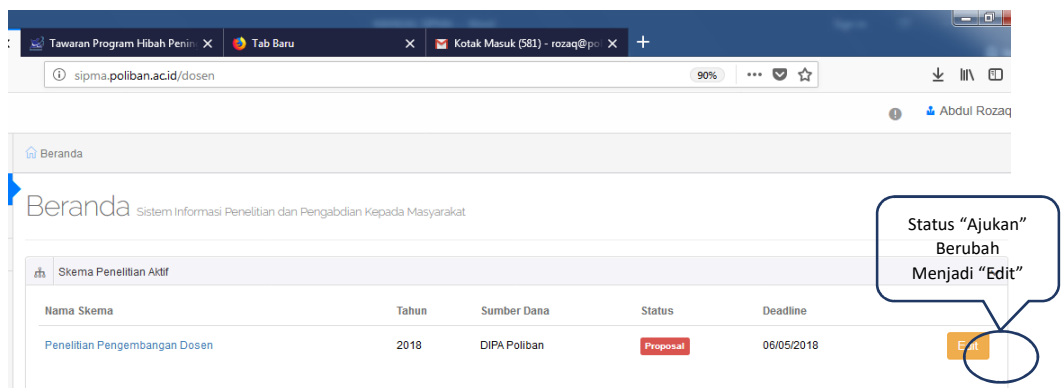 Tawaran Program Hibah Penin
Tab Baru
Kotak Masuk (581) - rozaq@po
sipma.poliban.ac.id/dosen
90%
Abdul Rozaq
Beranda
Beranda Sistem Informasi Penelitian dan Pengabdian Kepada Masyarakat
Status “Ajukan”
Berubah
Menjadi “Edit”
Skema Penelitian Aktif
Nama Skema Tahun Sumber Dana Status Deadline
Penelitian Pengembangan Dosen 2018 DIPA Poliban Proposal 06/05/2018 Edit